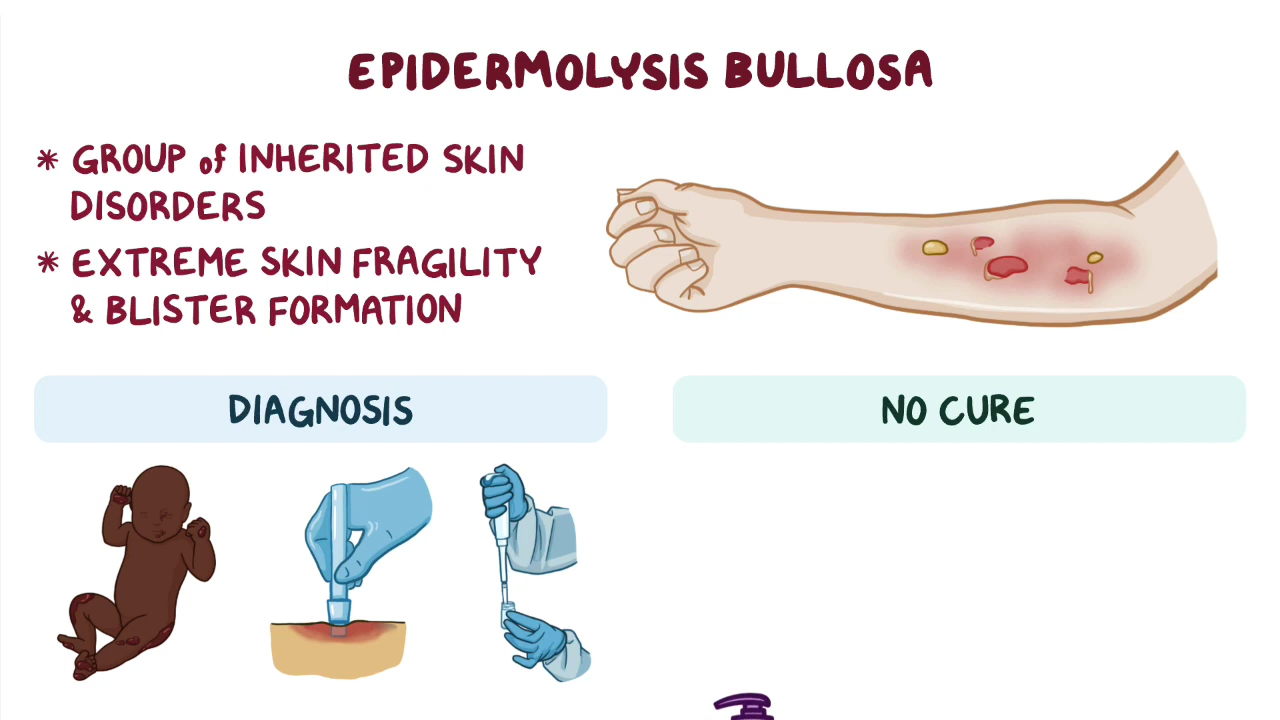 EPIDERMOLYSIS BULLOSA
* GROUP of INHERITED SKIN
DISORDERS
* EXTREME SKIN FRAGILITY
& BLISTER FORMATION
DIAGNOSIS
NO CURE